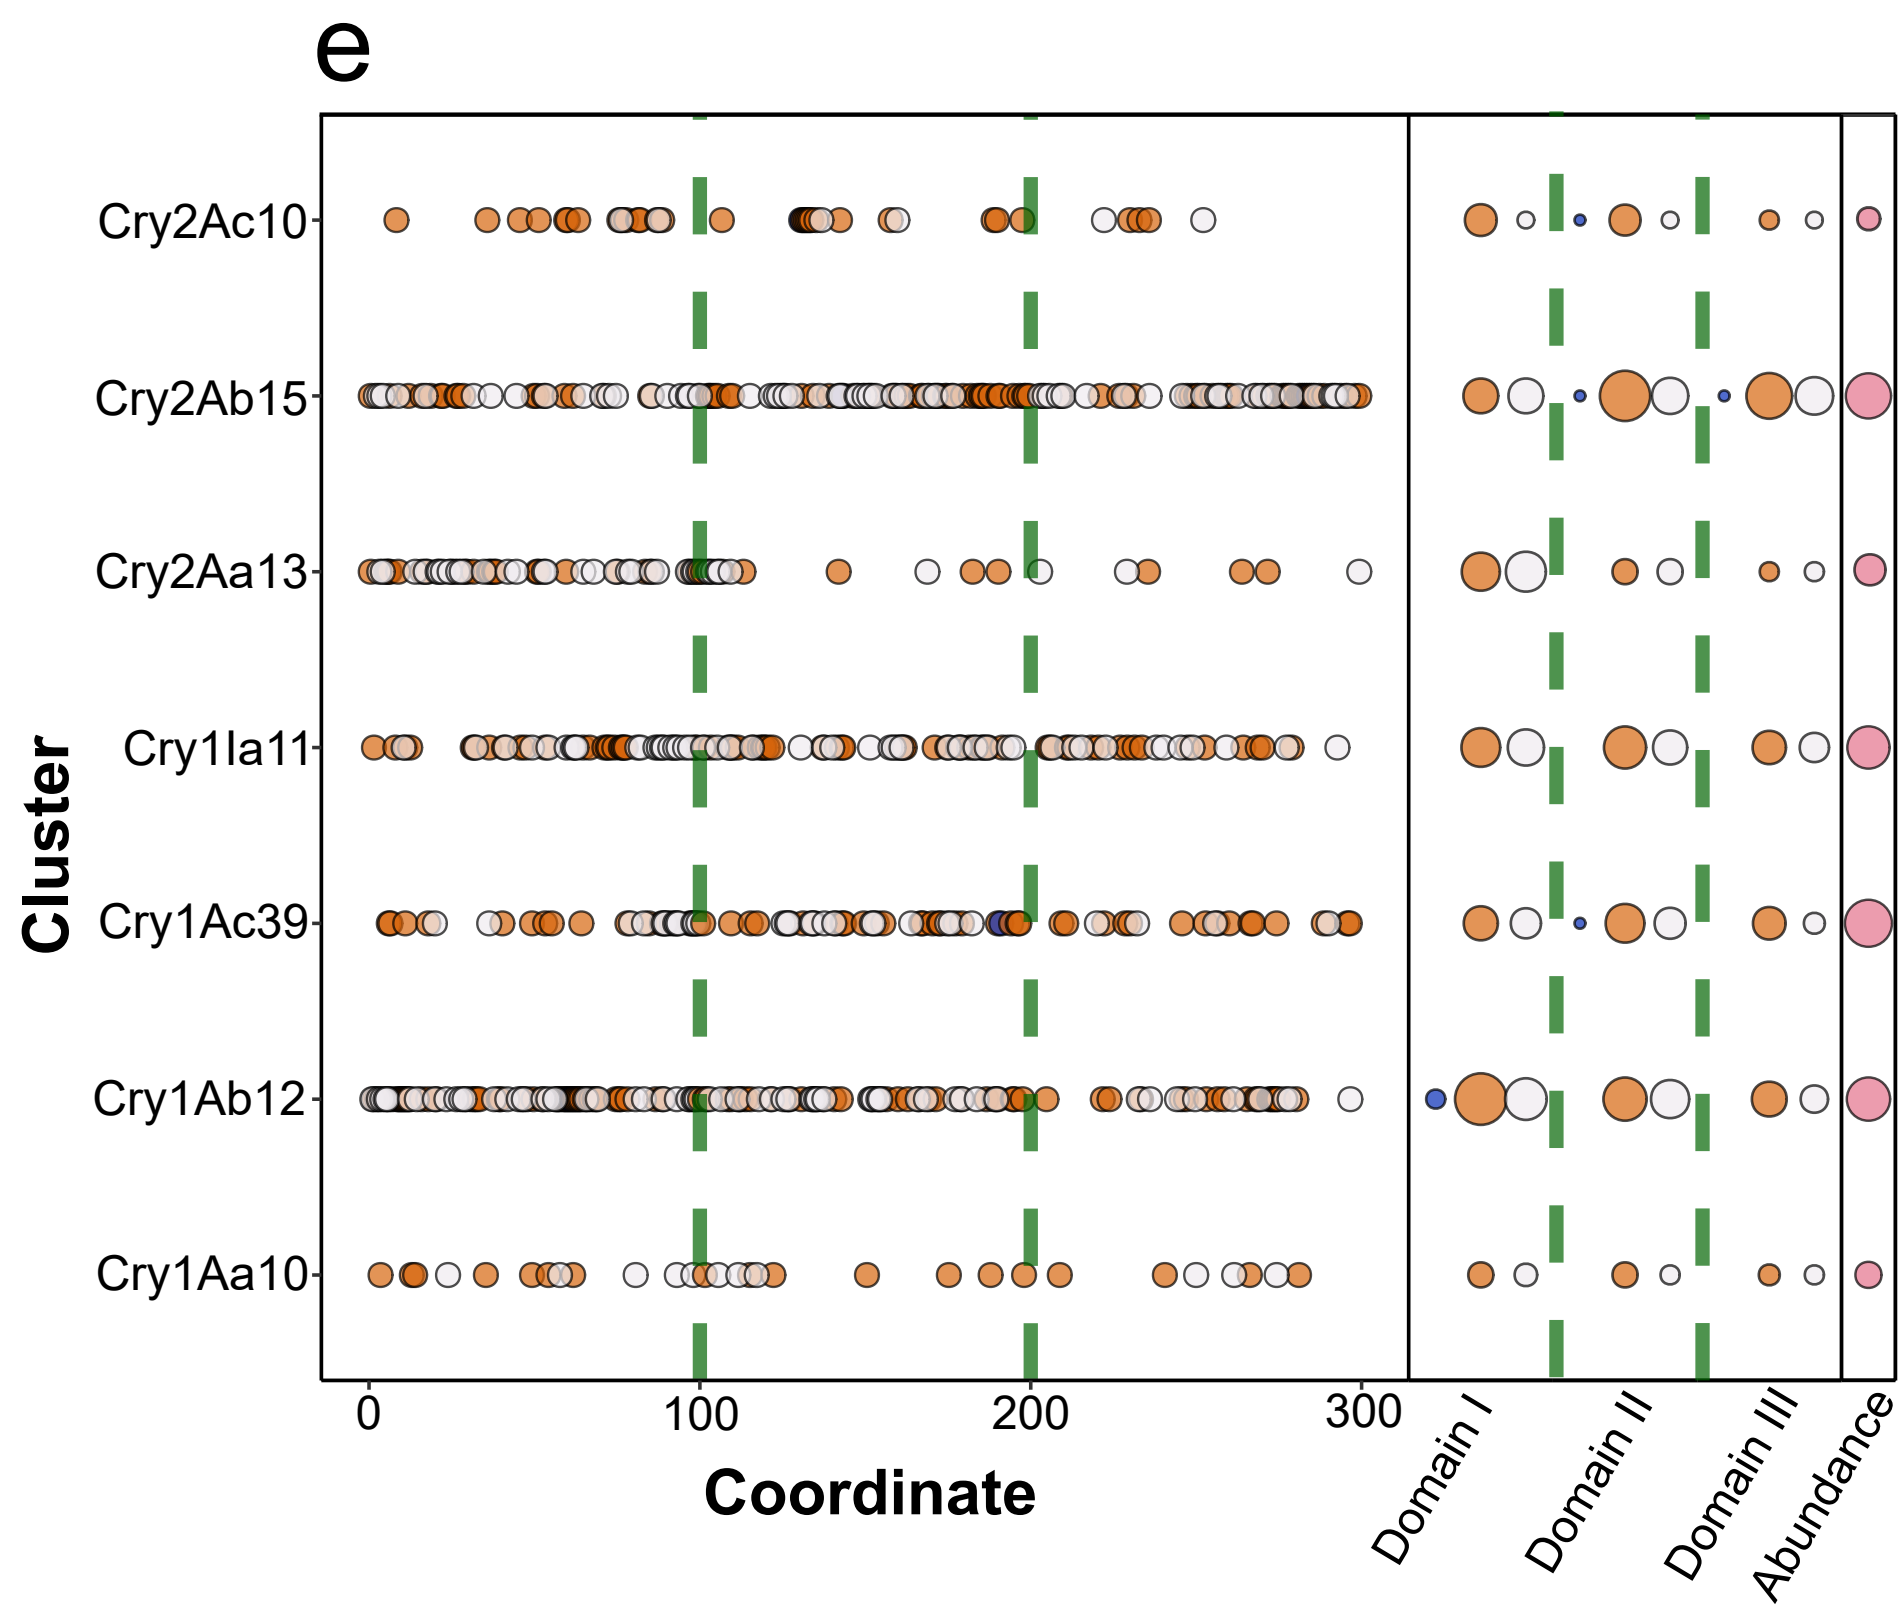 e
Cry2Ac10
Cry2Ab15
Cry2Aa13
Cry1Ia11
Cry1Ac39
Cry1Ab12
Cry1Aa10
Cluster
0
100
200
300
Coordinate
Domain I
Domain II
Domain III
Abundance